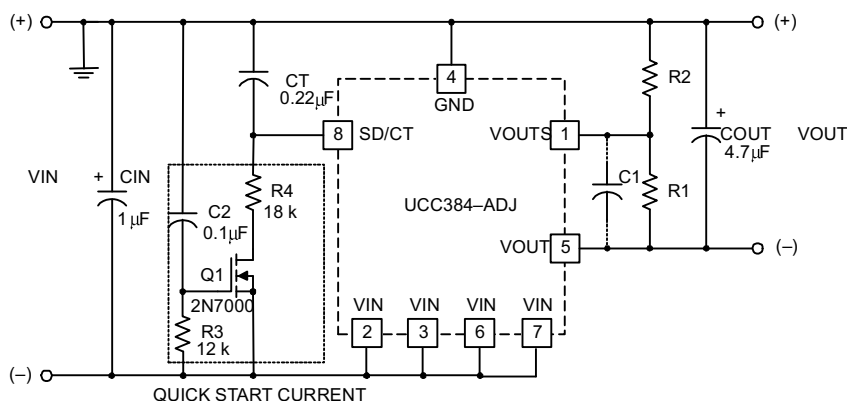 (+)
(+)
CT
0.22µF
4
GND
R2
8
SD/CT
VOUTS
1
+
COUT
VOUT
4.7µF
VIN
+
CIN
1 µF
R4
18 k
C1
R1
C2
0.1µF
UCC384–ADJ
VOUT
5
(–)
Q1
2N7000
VIN
VIN
VIN
VIN
2
3
6
7
R3
12 k
(–)
QUICK START CURRENT